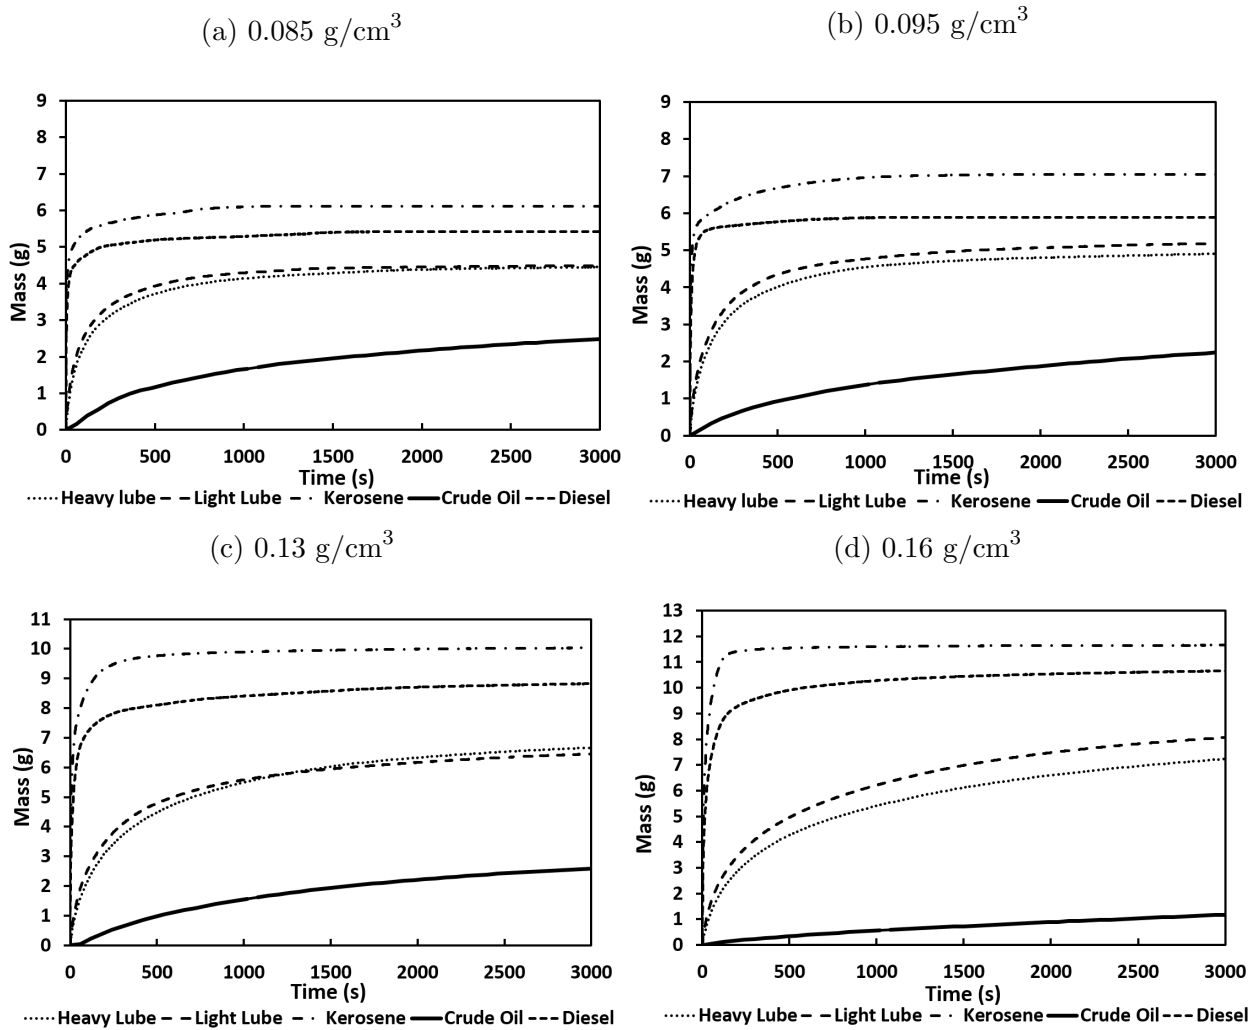 (a) 0.085 g/cm³
(b) 0.095 g/cm³
9
8
7
6
5
4
3
2
1
0
Mass (g)
0 500 1000 1500 2000 2500 3000
Time (s)
Heavy lube Light Lube Kerosene Crude Oil Diesel
9
8
7
6
5
4
3
2
1
0
Mass (g)
0 500 1000 1500 2000 2500 3000
Time (s)
Heavy lube Light Lube Kerosene Crude Oil Diesel
(c) 0.13 g/cm³
(d) 0.16 g/cm³
11
10
9
8
7
6
5
4
3
2
1
0
Mass (g)
0 500 1000 1500 2000 2500 3000
Time (s)
Heavy Lube Light Lube Kerosene Crude Oil Diesel
13
12
11
10
9
8
7
6
5
4
3
2
1
0
Mass (g)
0 500 1000 1500 2000 2500 3000
Time (s)
Heavy Lube Light Lube Kerosene Crude Oil Diesel